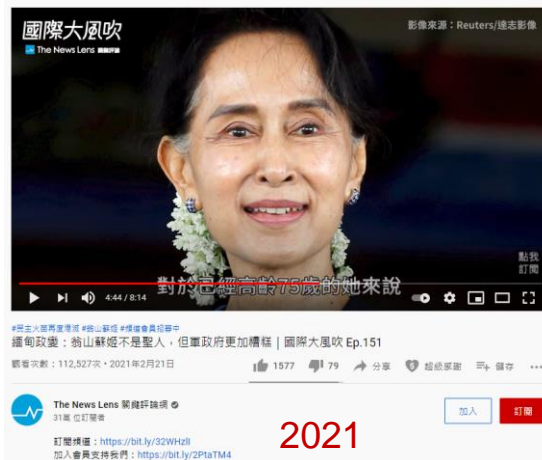 國際大風吹
The News Lens 關鍵評論
影像來源：Reuters/達志影像
點我
訂閱
對於已經高齡75歲的她來說
4:44 / 8:14
#民主火苗再度澆滅 #翁山蘇姬 #頻道會員招募中
緬甸政變：翁山蘇姬不是聖人，但軍政府更加糟糕 | 國際大風吹 Ep.151
觀看次數：112,527次 • 2021年2月21日
1577 79 分享 超級感謝 儲存
The News Lens 關鍵評論網
31萬 位訂閱者
加入 訂閱
訂閱頻道：https://bit.ly/32WHzlI
加入會員支持我們：https://bit.ly/2PtaTM4
2021